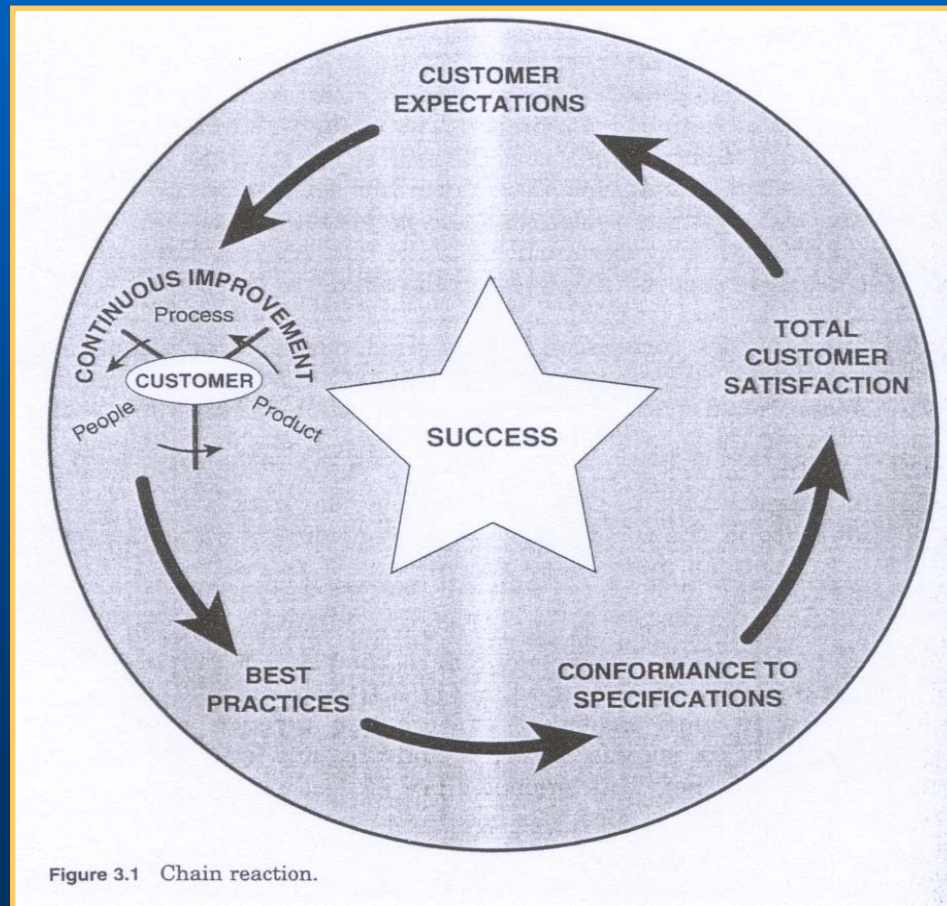 CUSTOMER
EXPECTATIONS
CONTINUOUS IMPROVEMENT
Process
CUSTOMER
People
Product
SUCCESS
TOTAL
CUSTOMER
SATISFACTION
BEST
PRACTICES
CONFORMANCE TO
SPECIFICATIONS
Figure 3.1 Chain reaction.